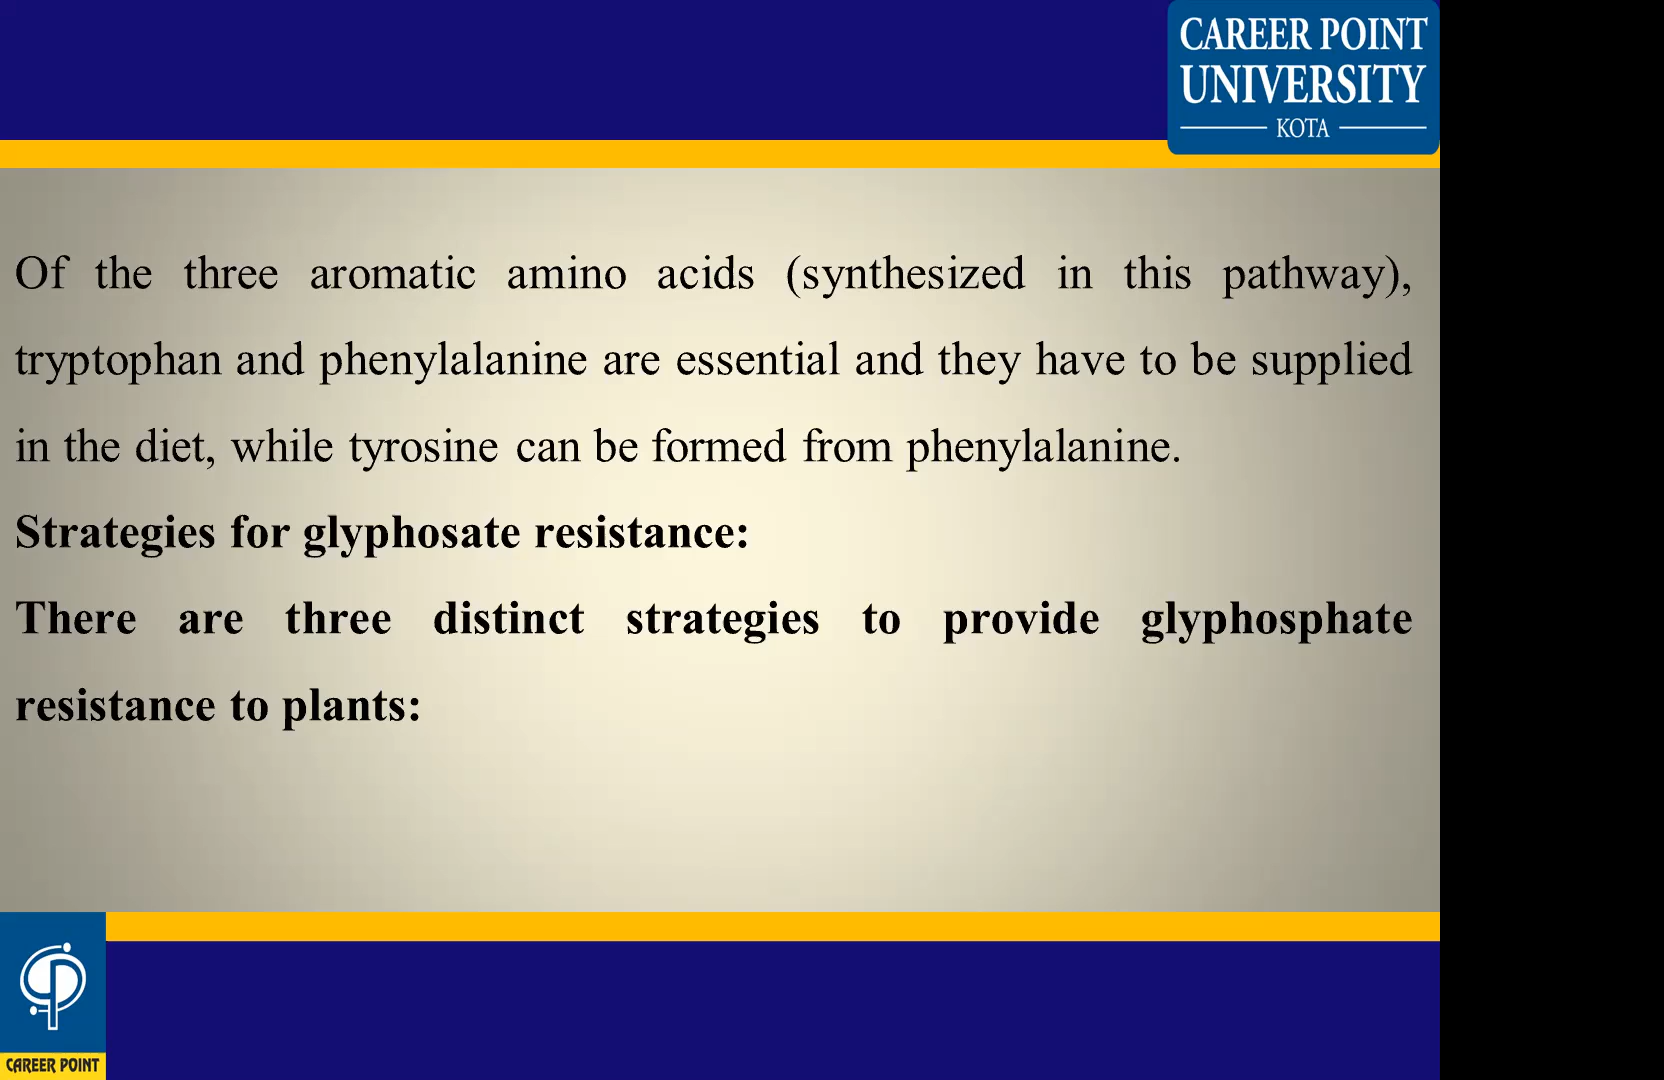 CAREER POINT
UNIVERSITY
KOTA
Of the three aromatic amino acids (synthesized in this pathway),
tryptophan and phenylalanine are essential and they have to be supplied
in the diet, while tyrosine can be formed from phenylalanine.
Strategies for glyphosate resistance:
There are three distinct strategies to provide glyphosphate
resistance to plants:
CAREER POINT